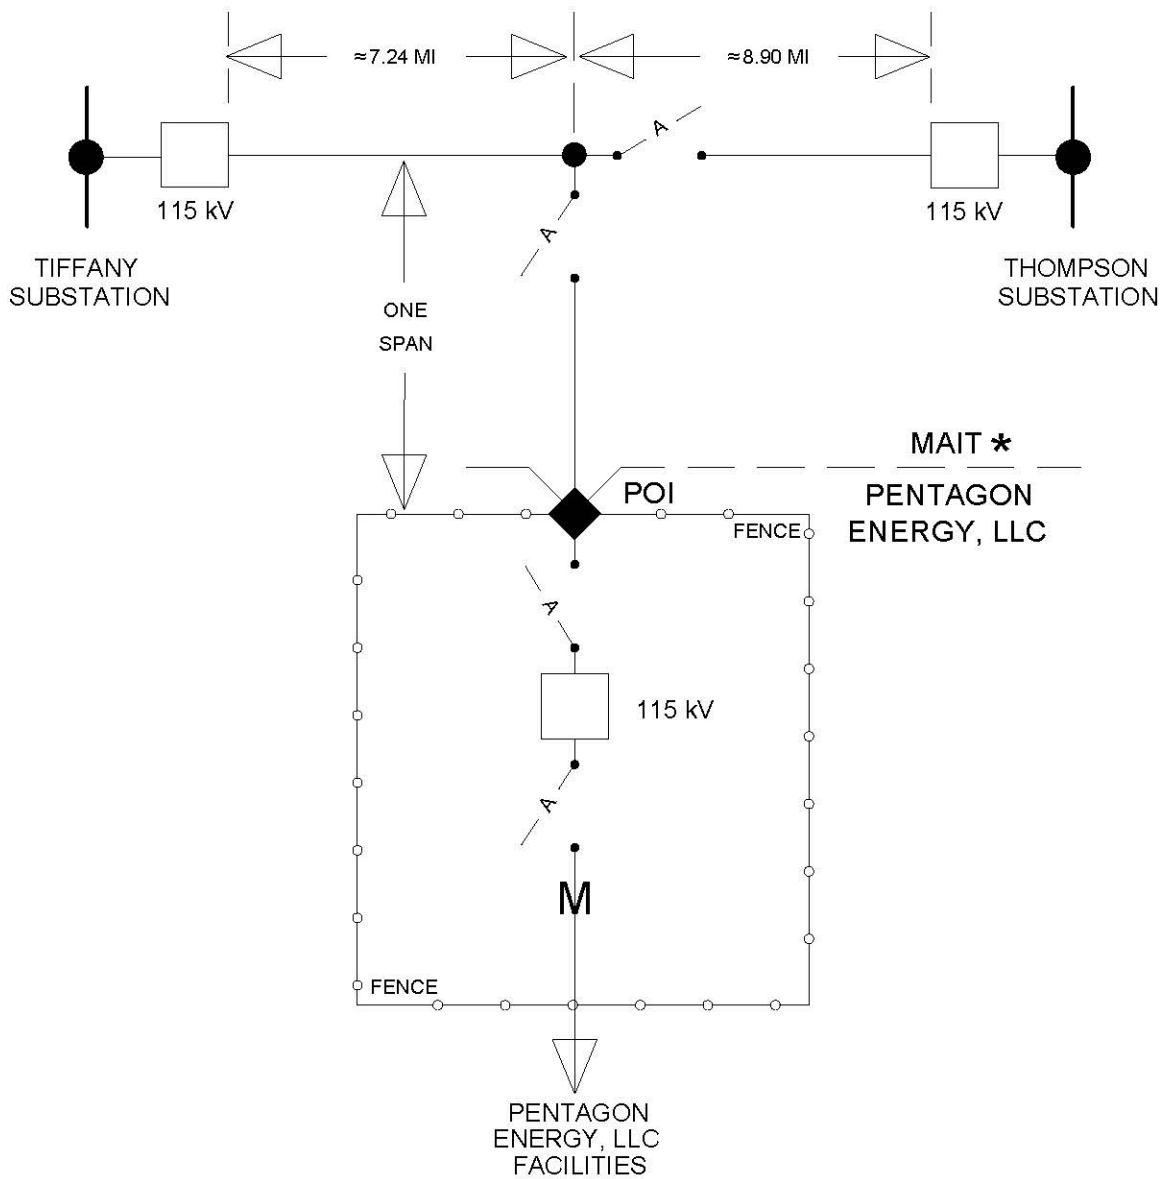 ≈7.24 MI
≈8.90 MI
A
115 kV
115 kV
A
TIFFANY
SUBSTATION
THOMPSON
SUBSTATION
ONE
SPAN
MAIT *
POI
PENTAGON
ENERGY, LLC
FENCE
A
115 kV
A
M
FENCE
PENTAGON
ENERGY, LLC
FACILITIES